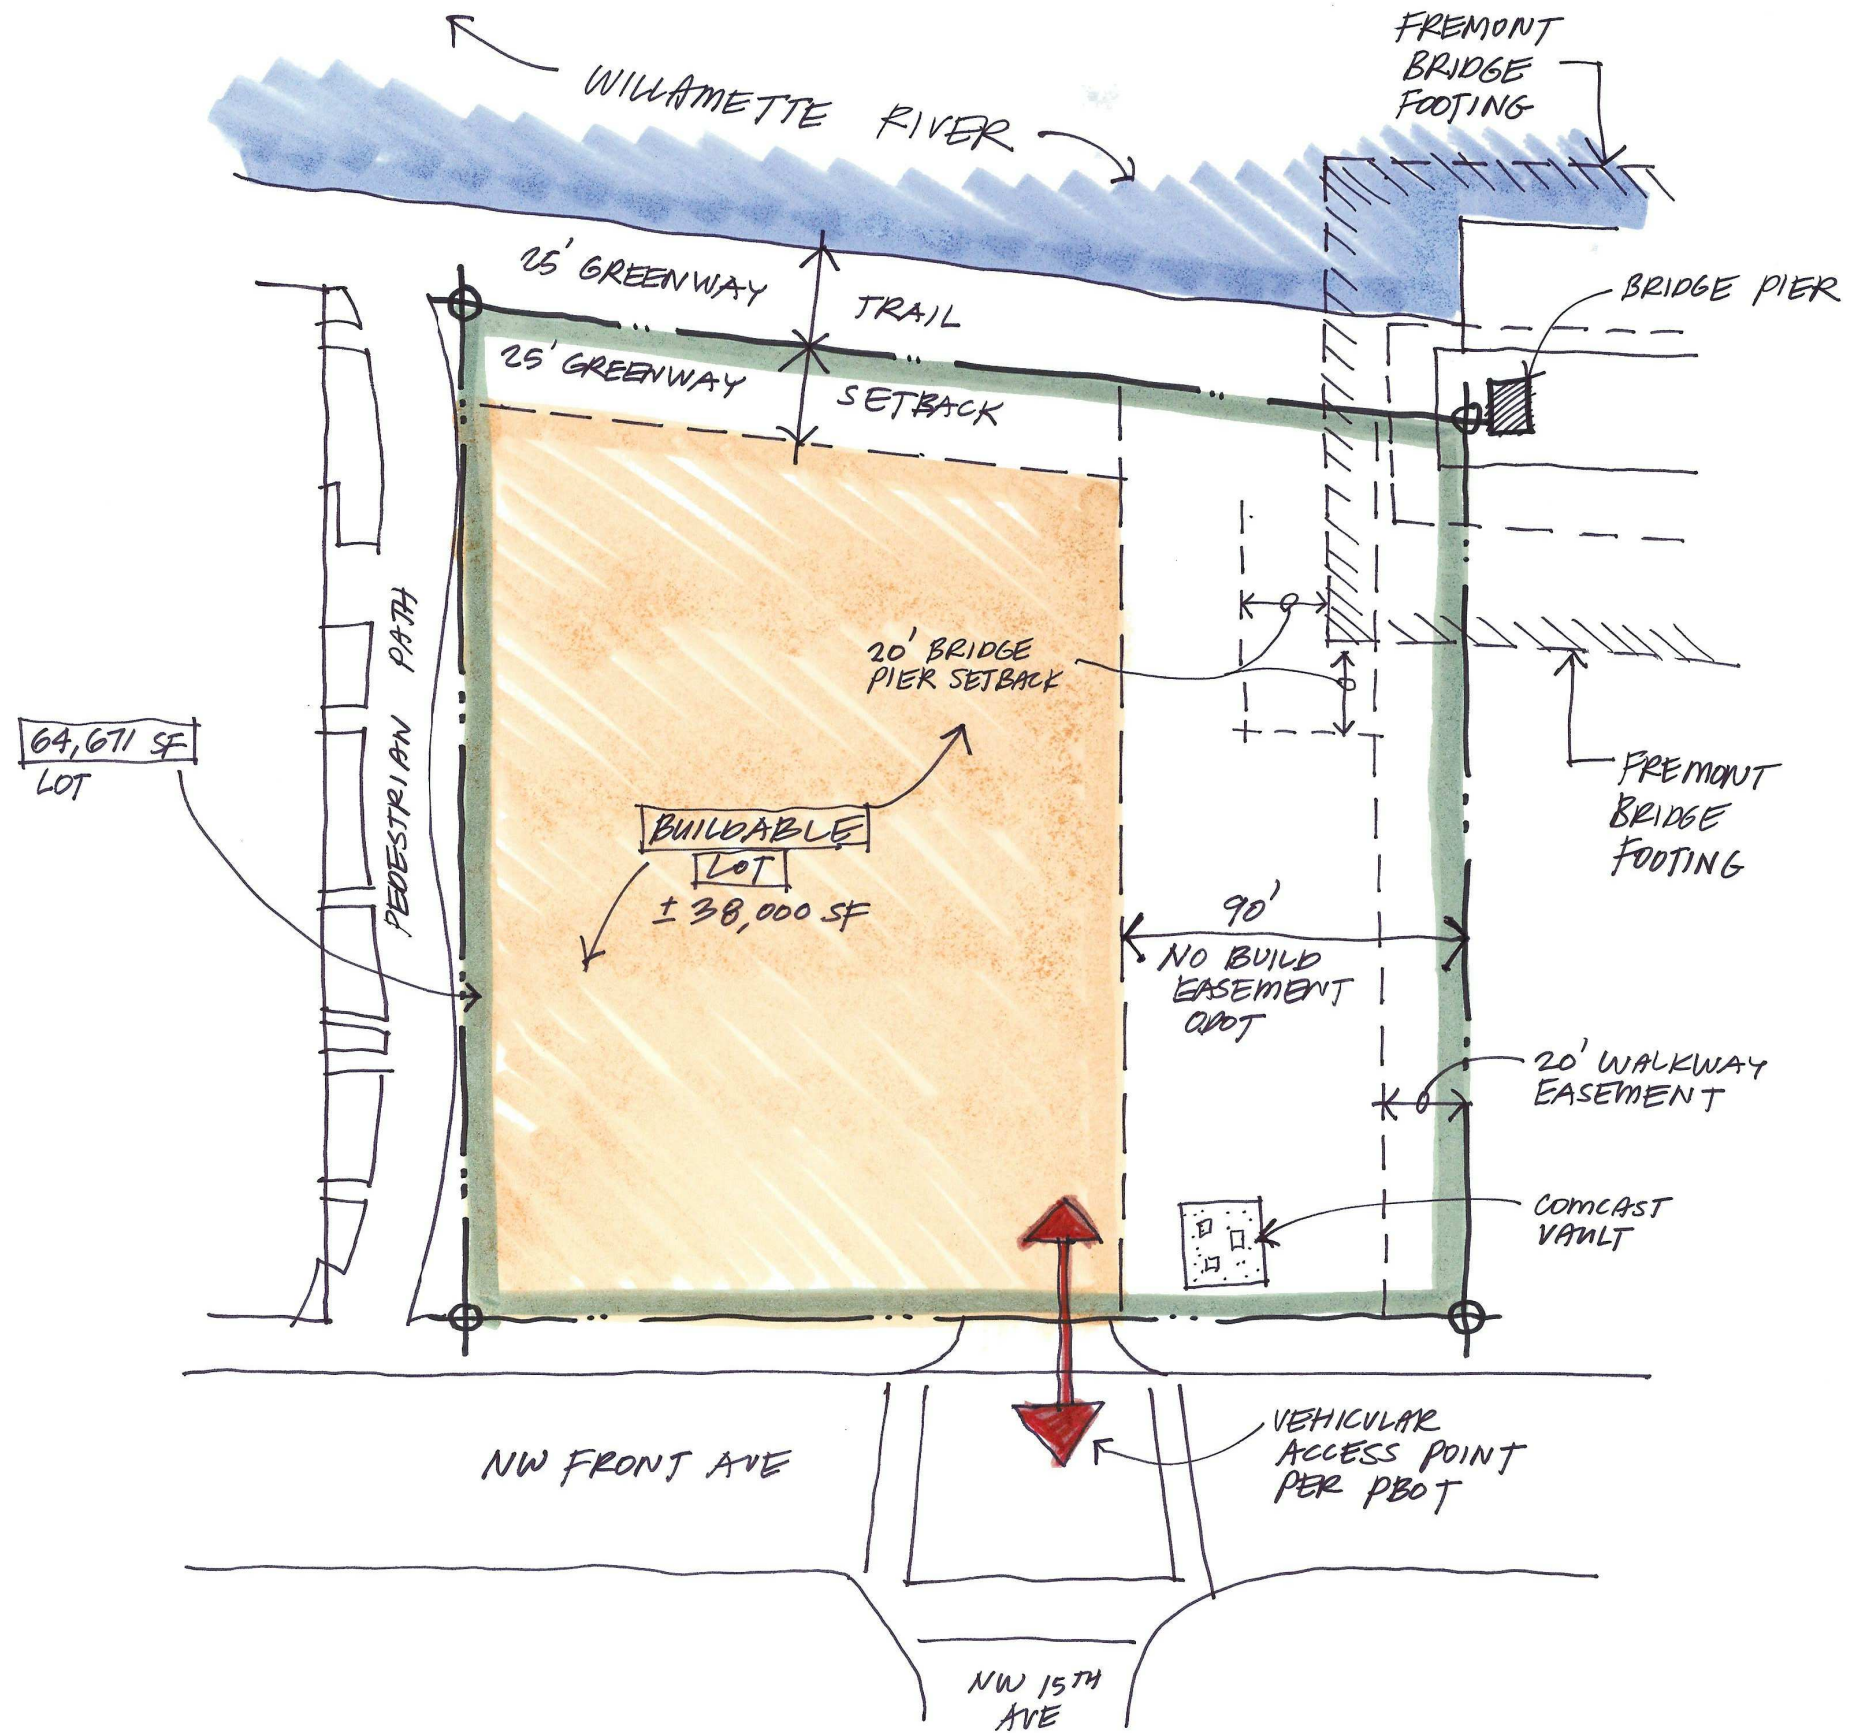 FREMONT
BRIDGE
FOOTING
WILLAMETTE RIVER
25' GREENWAY TRAIL
BRIDGE PIER
25' GREENWAY SETBACK
PEDESTRIAN PATH
20' BRIDGE
PIER SETBACK
64,671 SF
LOT
FREMONT
BRIDGE
FOOTING
BUILDABLE
LOT
± 38,000 SF
90'
NO BUILD
EASEMENT
ODOT
20' WALKWAY
EASEMENT
COMCAST
VAULT
VEHICULAR
ACCESS POINT
PER PBOT
NW FRONT AVE
NW 15TH
AVE